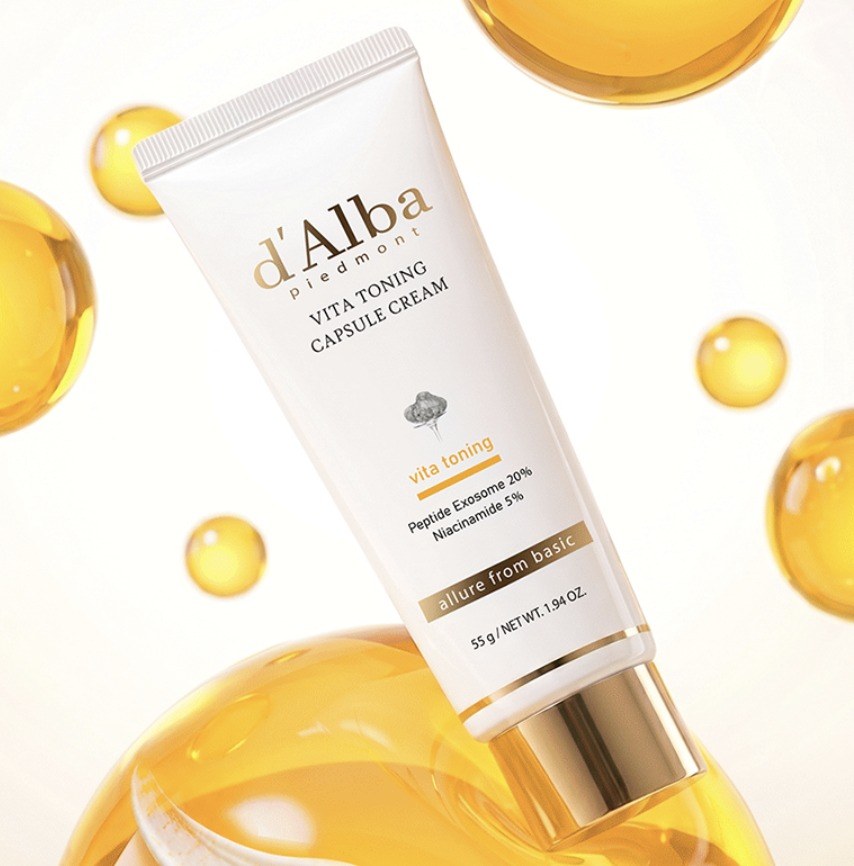 d'Alba
piedmont
VITA TONING
CAPSULE CREAM
vita toning
Peptide Exosome 20%
Niacinamide 5%
allure from basic
55 g / NET WT. 1.94 OZ.